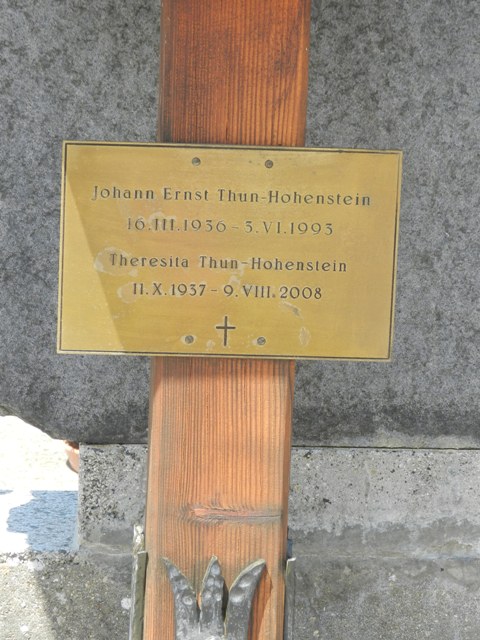 Johann Ernst Thun-Hohenstein
16.III.1936 - 3.VI.1993
Theresita Thun-Hohenstein
11.X.1937 - 9.VIII.2008